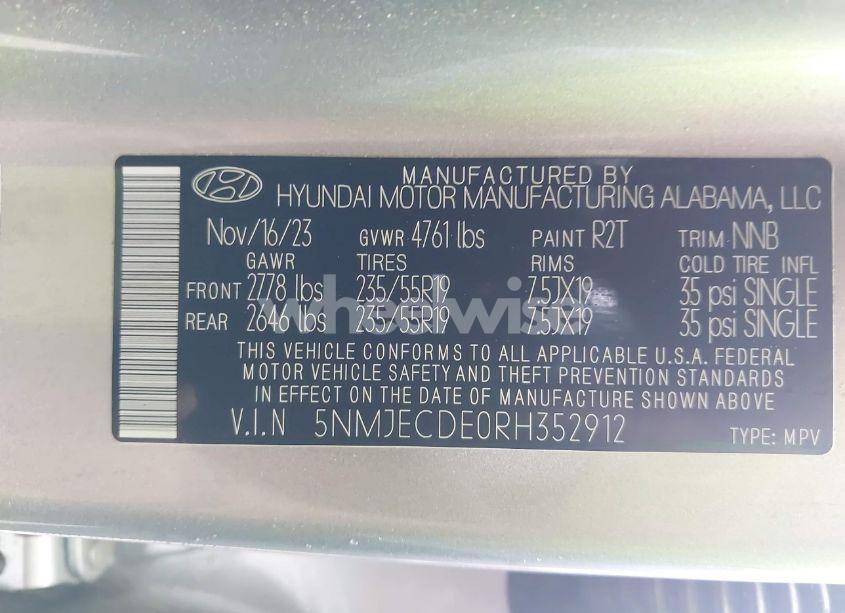 MANUFACTURED BY
HYUNDAI MOTOR MANUFACTURING ALABAMA, LLC
Nov/16/23 GVWR 4761 lbs PAINT R2T TRIM: NNB
GAWR TIRES RIMS COLD TIRE INFL
FRONT 2778 lbs 235/55R19 7.5JX19 35 psi SINGLE
REAR 2646 lbs 235/55R19 7.5JX19 35 psi SINGLE
wheelwise
THIS VEHICLE CONFORMS TO ALL APPLICABLE U.S.A. FEDERAL
MOTOR VEHICLE SAFETY AND THEFT PREVENTION STANDARDS
IN EFFECT ON THE DATE OF MANUFACTURE SHOWN ABOVE
V.I.N 5NMJECDE0RH352912 TYPE: MPV